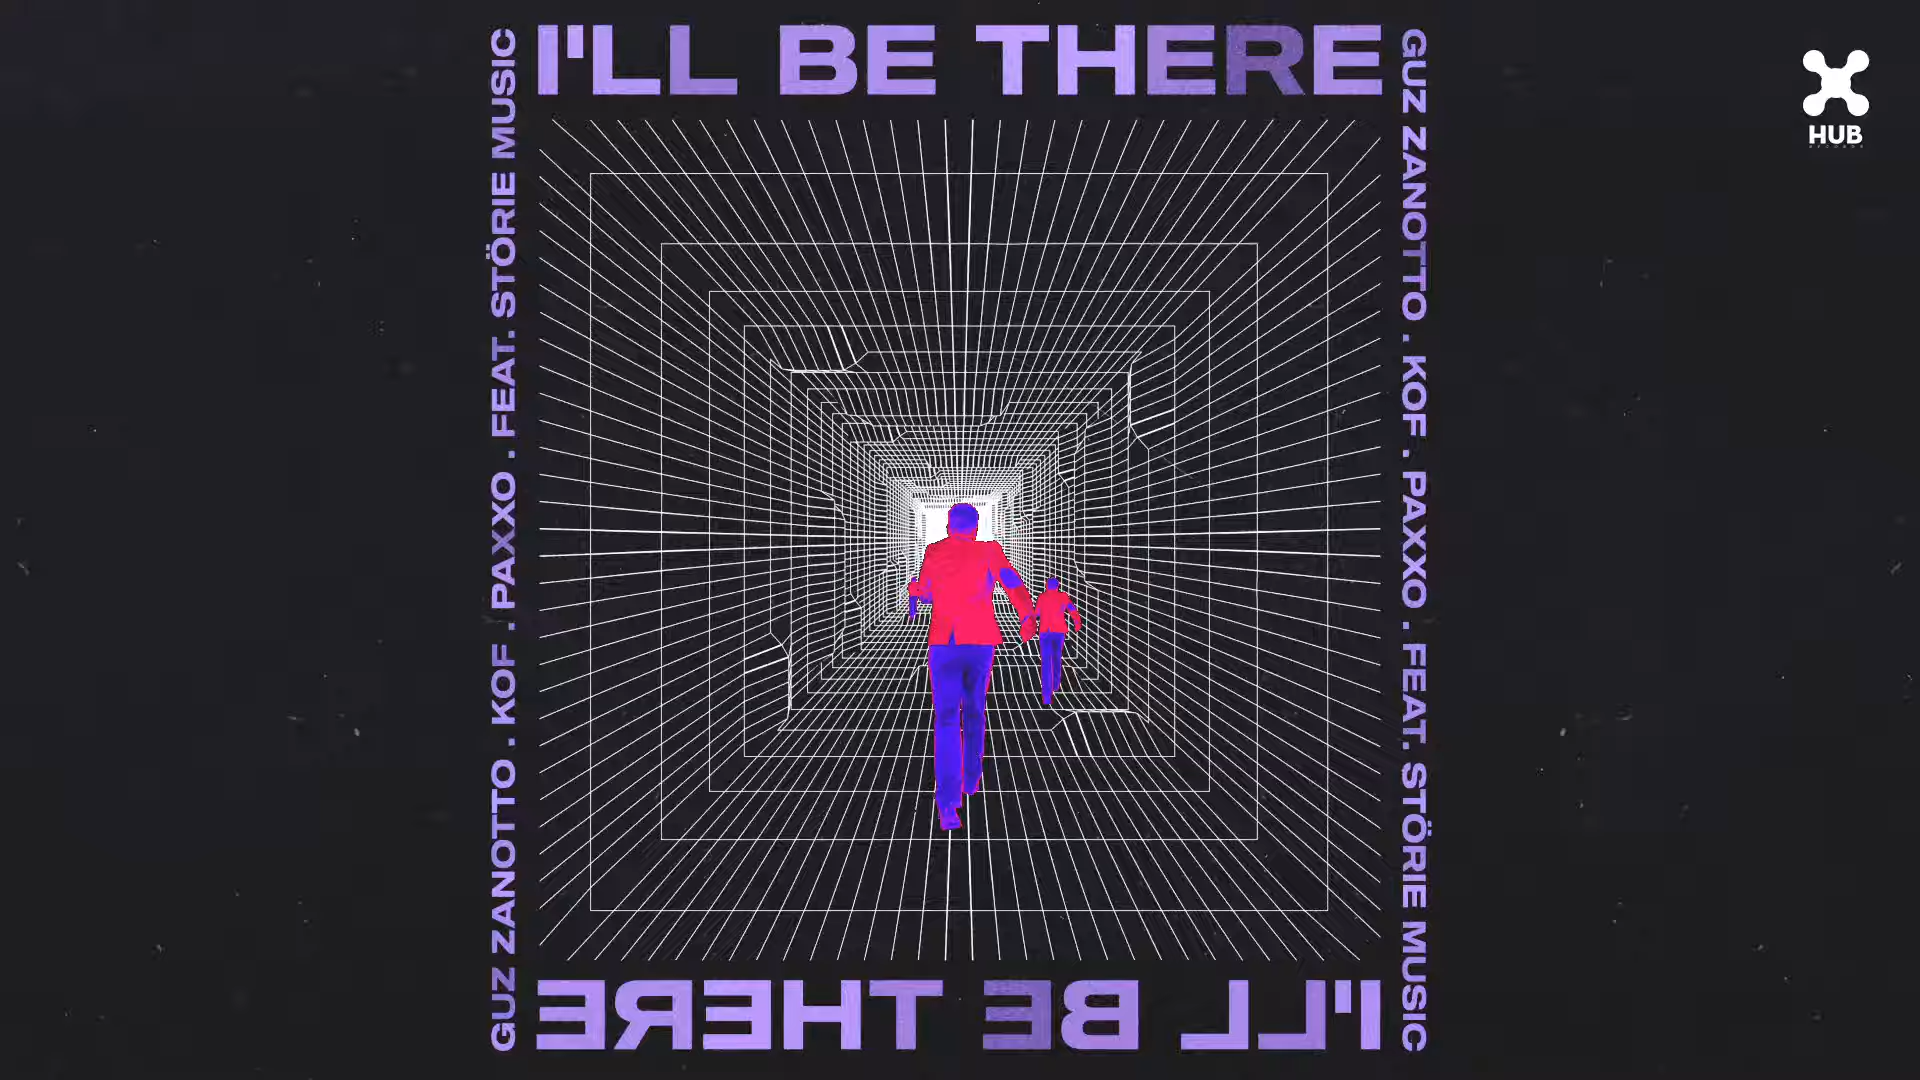 I'LL BE THERE
GUZ ZANOTTO . KOF . PAXXO . FEAT. STÖRIE MUSIC
GUZ ZANOTTO . KOF . PAXXO . FEAT. STÖRIE MUSIC
I'LL BE THERE
HUB
RECORDS